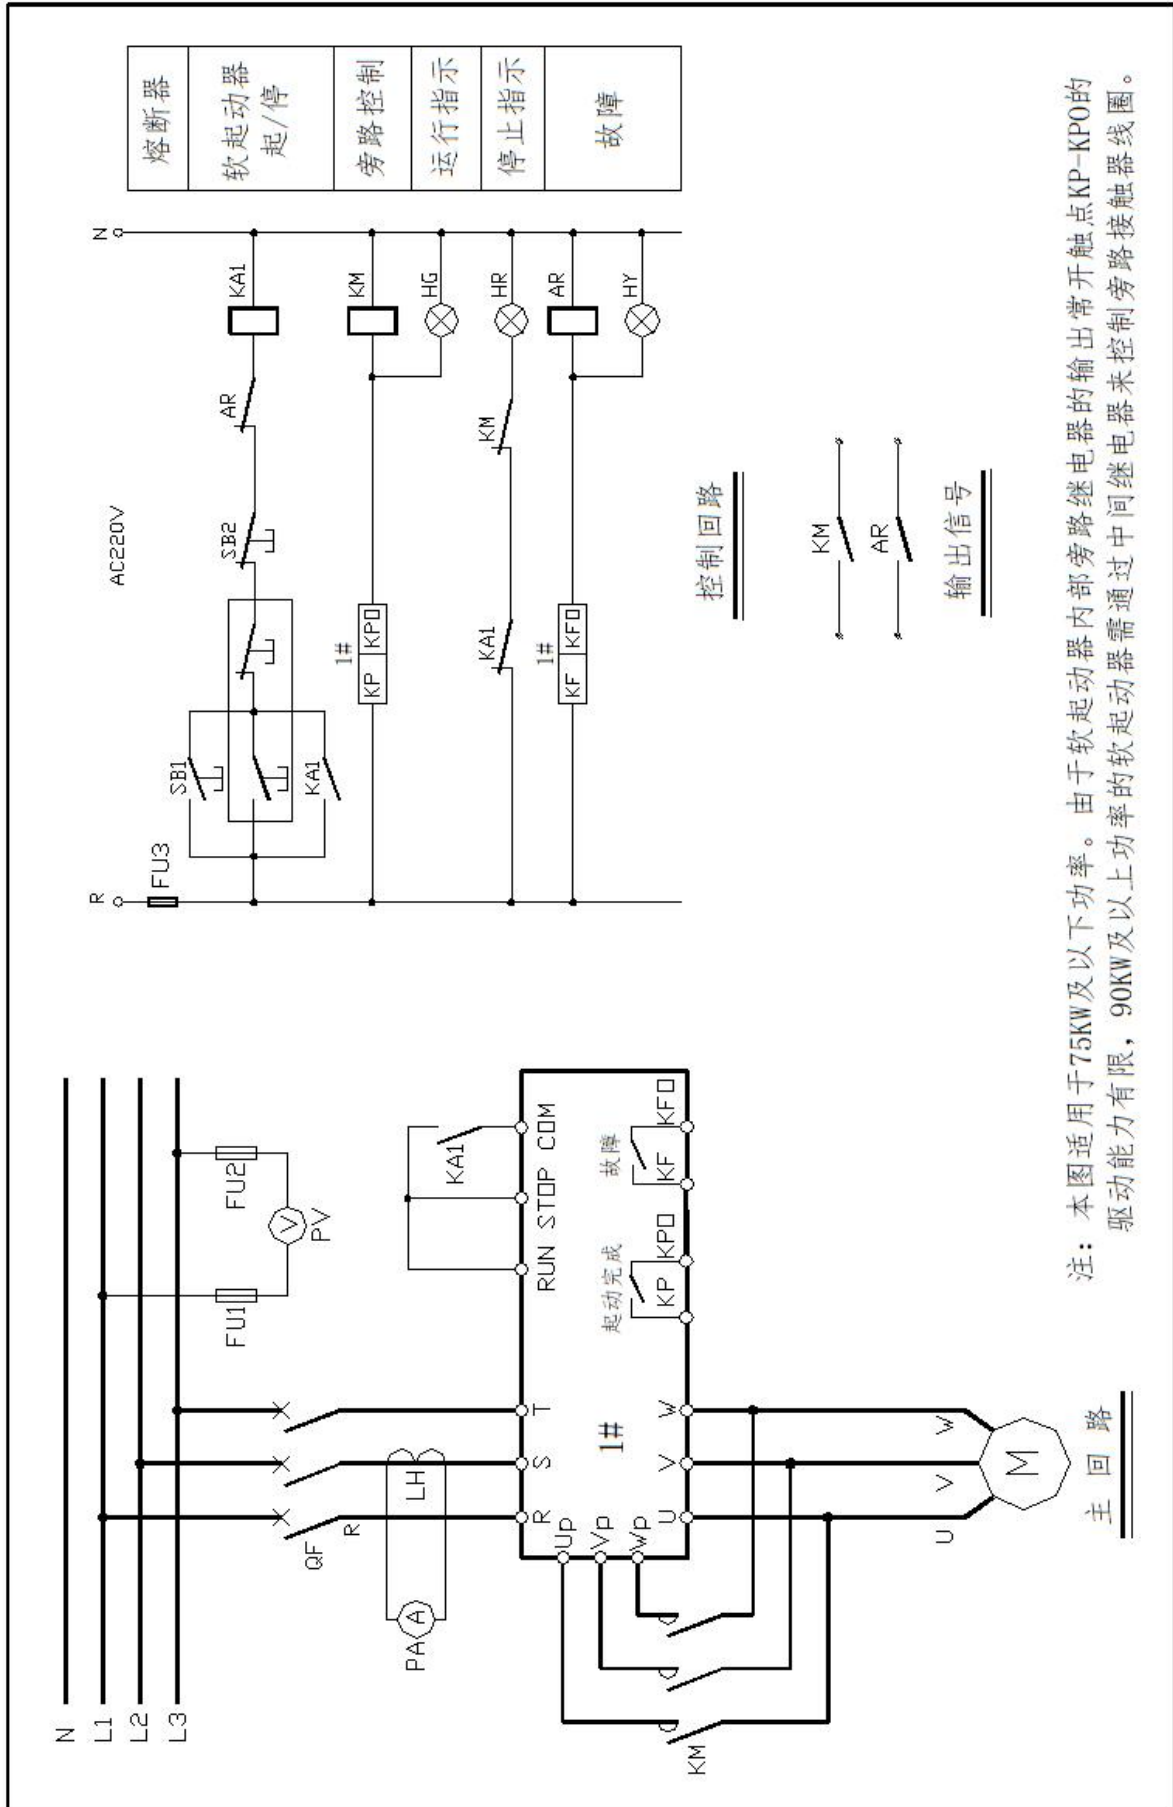 N
L1
L2
L3
FU1
FU2
V
PV
QF
R
PA
A
LH
R
S
T
RUN STOP COM
KA1
1#
Up
Vp
Wp
U
V
W
起动完成
KP
KPO
故障
KF
KFO
KM
U
V
W
M
主 回 路
R
FU3
AC220V
N
SB1
KA1
SB2
AR
KA1
1#
KP
KPO
KM
HG
KA1
KM
HR
1#
KF
KFO
AR
HY
熔断器
软起动器
起/停
旁路控制
运行指示
停止指示
故障
控制回路
KM
AR
输出信号
注：本图适用于75KW及以下功率。由于软起动器内部旁路继电器的输出常开触点KP-KPO的
驱动能力有限，90KW及以上功率的软起动器需通过中间继电器来控制旁路接触器线圈。